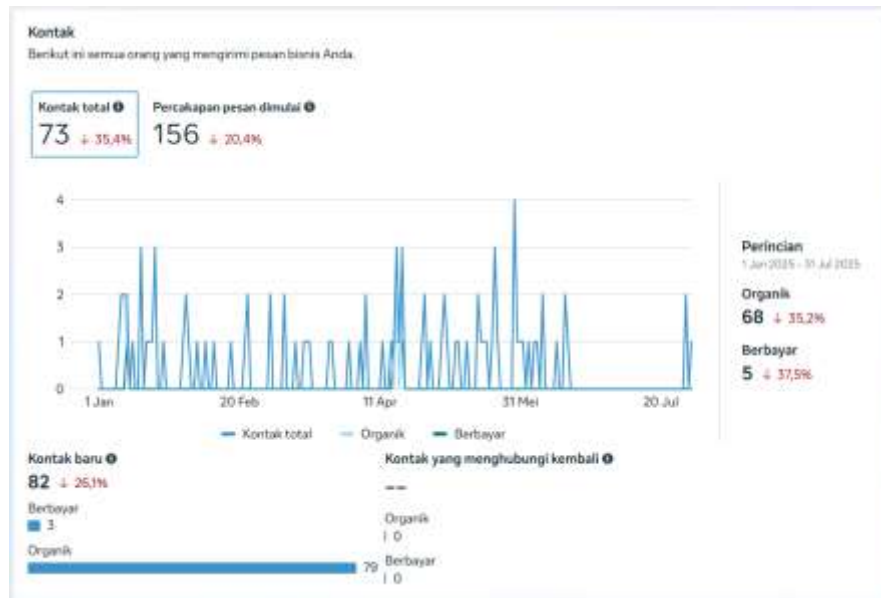 Kontak
Berikut ini semua orang yang mengirimi pesan bisnis Anda.
Kontak total
73 ↓ 35,4%
Percakapan pesan dimulai
156 ↓ 20,4%
4
3
2
1
0
1 Jan 20 Feb 11 Apr 31 Mei 20 Jul
Kontak total Organik Berbayar
Perincian
1 Jan 2025 - 31 Jul 2025
Organik
68 ↓ 35,2%
Berbayar
5 ↓ 37,5%
Kontak baru
82 ↓ 26,1%
Berbayar
3
Organik
79
Kontak yang menghubungi kembali
--
Organik
0
Berbayar
0